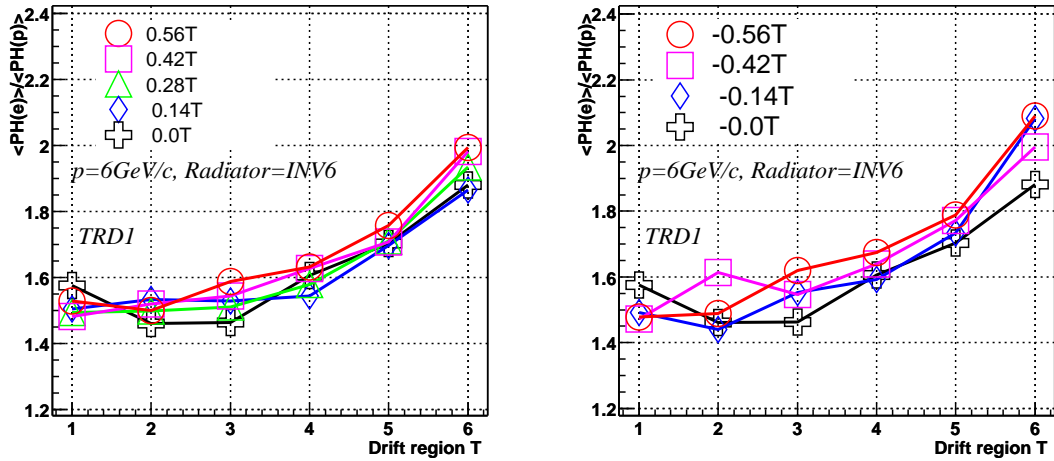 <PH(e)>/<PH(p)>
2.4
2.2
2
1.8
1.6
1.4
1.2
0.56T
0.42T
0.28T
0.14T
0.0T
p=6GeV/c, Radiator=INV6
TRD1
1 2 3 4 5 6
Drift region T
<PH(e)>/<PH(p)>
2.4
2.2
2
1.8
1.6
1.4
1.2
-0.56T
-0.42T
-0.14T
-0.0T
p=6GeV/c, Radiator=INV6
TRD1
1 2 3 4 5 6
Drift region T